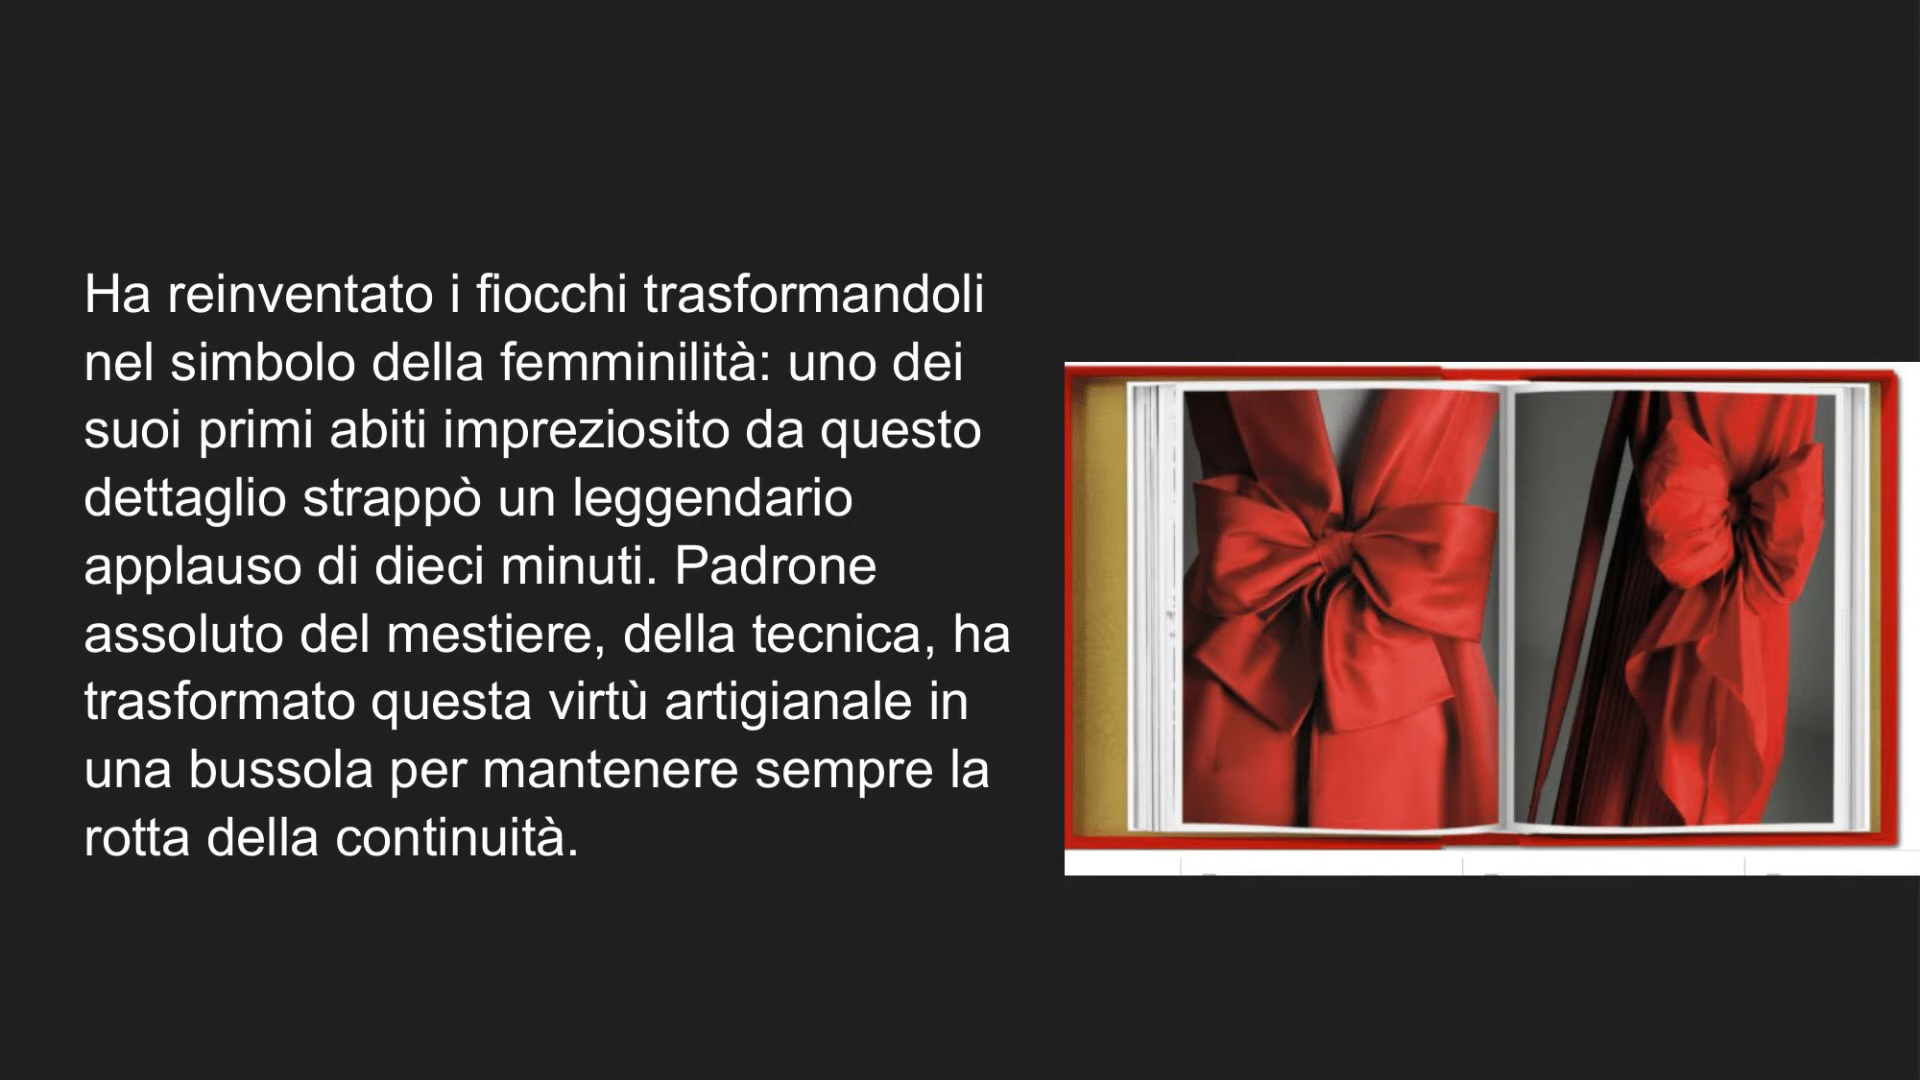 Ha reinventato i fiocchi trasformandoli
nel simbolo della femminilità: uno dei
suoi primi abiti impreziosito da questo
dettaglio strappò un leggendario
applauso di dieci minuti. Padrone
assoluto del mestiere, della tecnica, ha
trasformato questa virtù artigianale in
una bussola per mantenere sempre la
rotta della continuità.